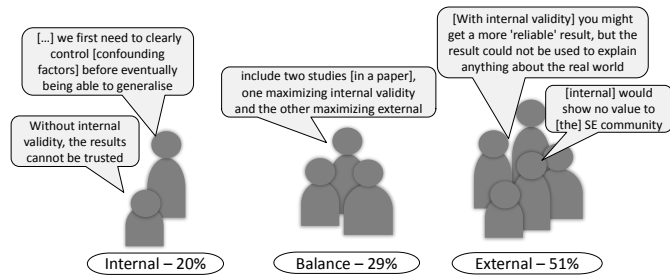 […] we first need to clearly
control [confounding
factors] before eventually
being able to generalise
Without internal
validity, the results
cannot be trusted
include two studies [in a paper],
one maximizing internal validity
and the other maximizing external
[With internal validity] you might
get a more 'reliable' result, but the
result could not be used to explain
anything about the real world
[internal] would
show no value to
[the] SE community
Internal – 20%
Balance – 29%
External – 51%